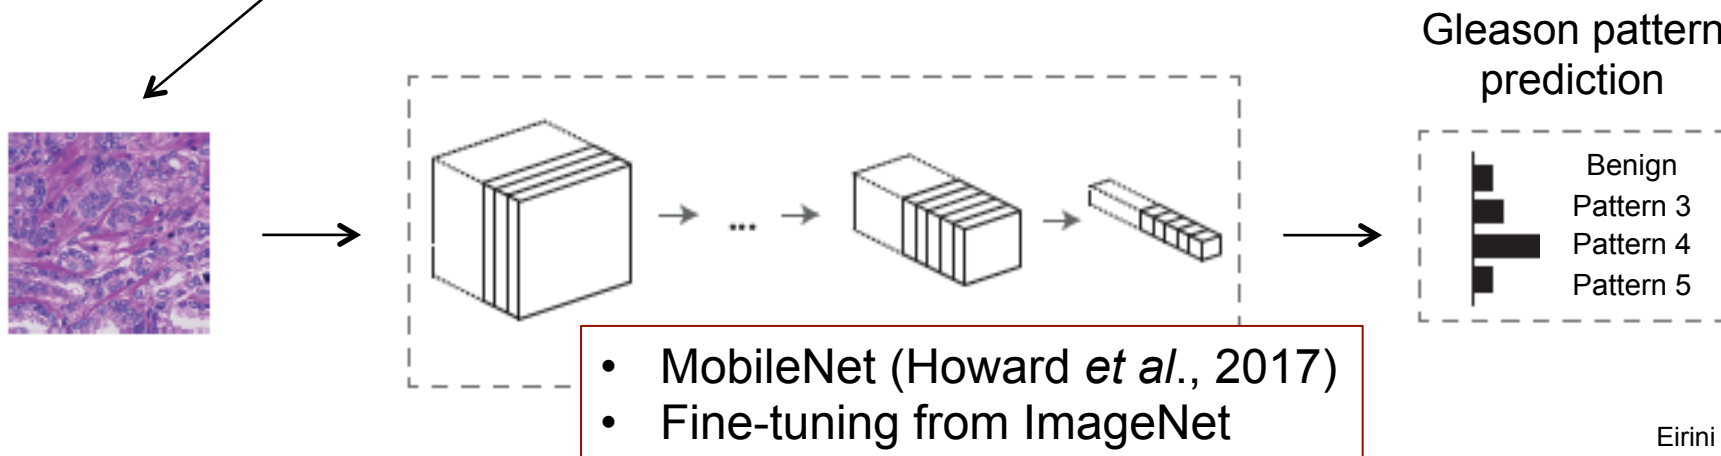 Gleason pattern
prediction
Benign
Pattern 3
Pattern 4
Pattern 5
...
• MobileNet (Howard et al., 2017)
• Fine-tuning from ImageNet
Eirini